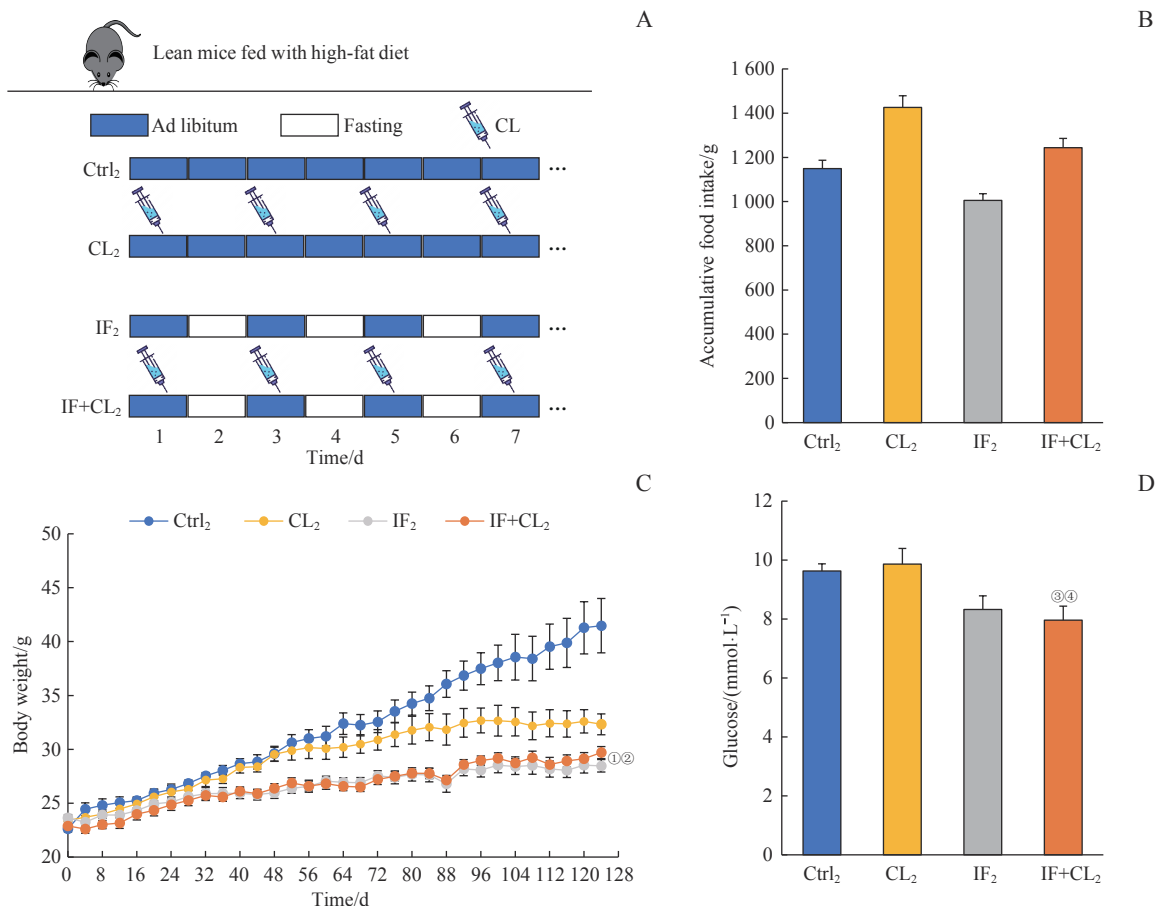 A
Lean mice fed with high-fat diet
Ad libitum
Fasting
CL
Ctrl₂
...
CL₂
...
IF₂
...
IF+CL₂
...
1 2 3 4 5 6 7
Time/d
B
Accumulative food intake/g
1 600
1 400
1 200
1 000
800
600
400
200
0
Ctrl₂ CL₂ IF₂ IF+CL₂
C
Ctrl₂ CL₂ IF₂ IF+CL₂
Body weight/g
50
45
40
35
30
25
20
①②
0 8 16 24 32 40 48 56 64 72 80 88 96 104 112 120 128
Time/d
D
Glucose/(mmol·L⁻¹)
12
10
8
6
4
2
0
③④
Ctrl₂ CL₂ IF₂ IF+CL₂